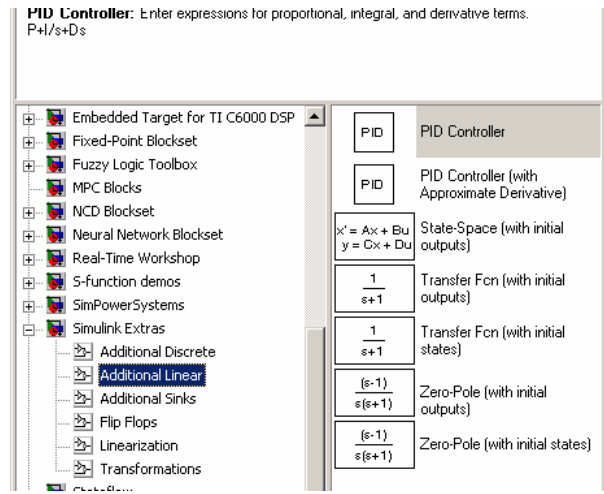 PID Controller: Enter expressions for proportional, integral, and derivative terms.
P+I/s+Ds
Embedded Target for TI C6000 DSP
Fixed-Point Blockset
Fuzzy Logic Toolbox
MPC Blocks
NCD Blockset
Neural Network Blockset
Real-Time Workshop
S-function demos
SimPowerSystems
Simulink Extras
Additional Discrete
Additional Linear
Additional Sinks
Flip Flops
Linearization
Transformations
Stateflow
PID
PID Controller
PID
PID Controller (with
Approximate Derivative)
x' = Ax + Bu
y = Cx + Du
State-Space (with initial
outputs)
1
s+1
Transfer Fcn (with initial
outputs)
1
s+1
Transfer Fcn (with initial
states)
(s-1)
s(s+1)
Zero-Pole (with initial
outputs)
(s-1)
s(s+1)
Zero-Pole (with initial states)